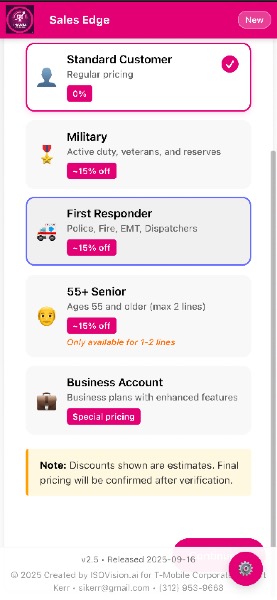 Sales Edge
New
Standard Customer
Regular pricing
0%
Military
Active duty, veterans, and reserves
~15% off
First Responder
Police, Fire, EMT, Dispatchers
~15% off
55+ Senior
Ages 55 and older (max 2 lines)
~15% off
Only available for 1-2 lines
Business Account
Business plans with enhanced features
Special pricing
Note: Discounts shown are estimates. Final
pricing will be confirmed after verification.
v2.5 • Released 2025-09-16
© 2025 Created by ISOVision.ai for T-Mobile Corporate
Kerr • sikerr@gmail.com • (312) 953-9668